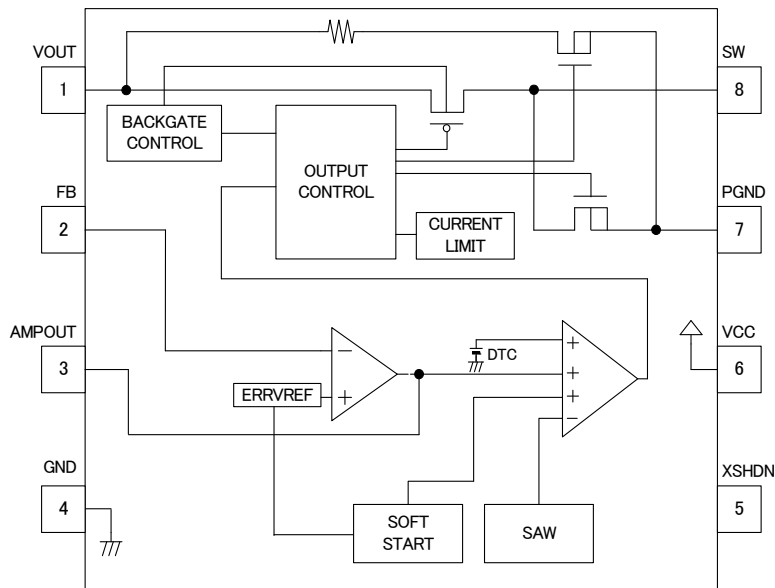 VOUT
1
SW
8
BACKGATE
CONTROL
OUTPUT
CONTROL
FB
2
PGND
7
CURRENT
LIMIT
AMPOUT
3
VCC
6
DTC
−
+
ERRVREF
+
+
+
−
GND
4
XSHDN
5
SOFT
START
SAW